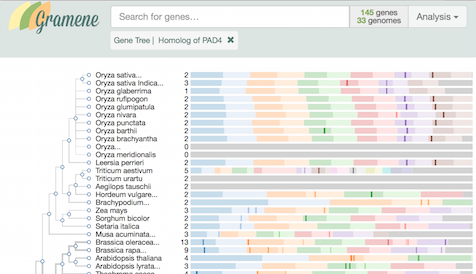 Gramene
Search for genes...
145 genes
33 genomes
Analysis
Gene Tree | Homolog of PAD4 ✖
Oryza sativa... 2
Oryza sativa Indica... 3
Oryza glaberrima 1
Oryza rufipogon 2
Oryza glumipatula 2
Oryza nivara 2
Oryza punctata 2
Oryza barthii 2
Oryza brachyantha 2
Oryza... 0
Oryza meridionalis 0
Leersia perrieri 2
Triticum aestivum 7
Triticum urartu 2
Aegilops tauschii 2
Hordeum vulgare... 2
Brachypodium... 2
Zea mays 3
Sorghum bicolor 2
Setaria italica 2
Musa acuminata... 3
Brassica oleracea... 13
Brassica rapa... 9
Arabidopsis thaliana 4
Arabidopsis lyrata...